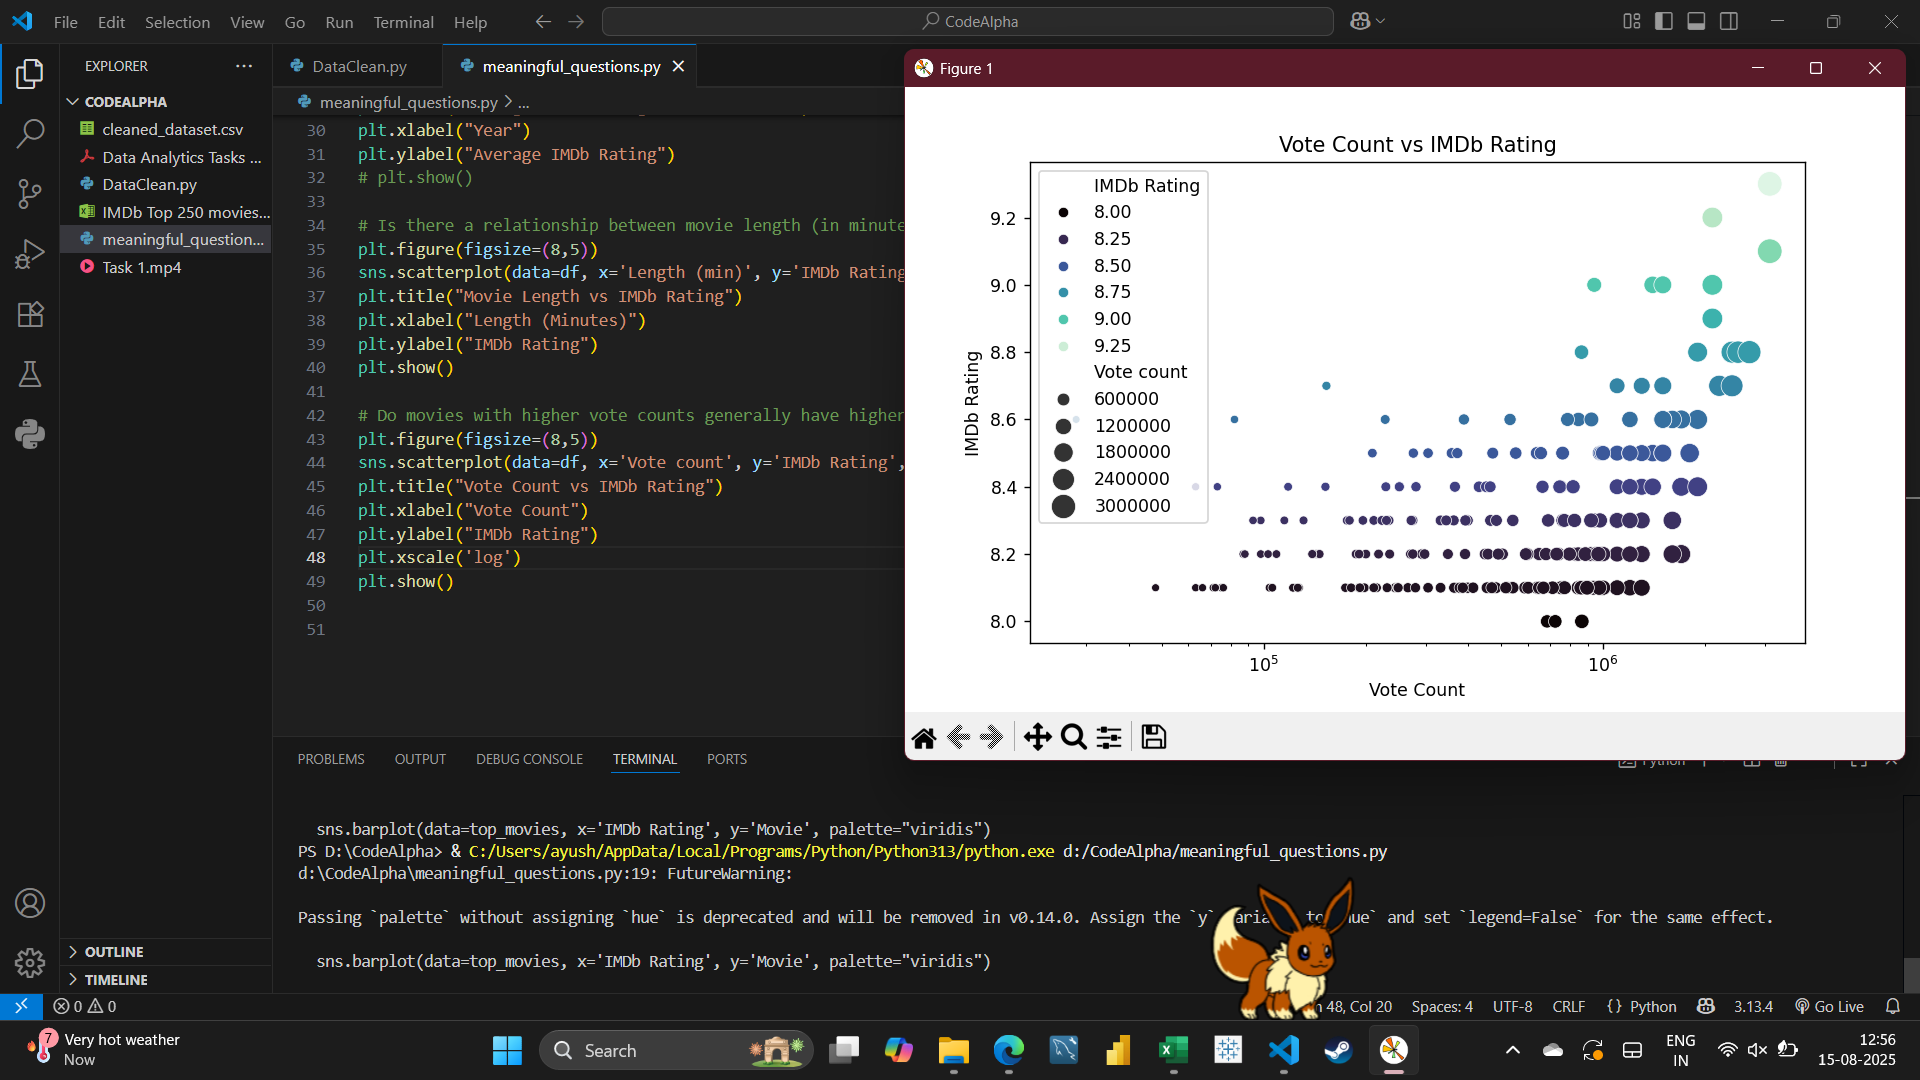 File Edit Selection View Go Run Terminal Help
CodeAlpha
EXPLORER
CODEALPHA
cleaned_dataset.csv
Data Analytics Tasks ...
DataClean.py
IMDb Top 250 movies...
meaningful_question...
Task 1.mp4
OUTLINE
TIMELINE
DataClean.py
meaningful_questions.py
meaningful_questions.py > ...
30 plt.xlabel("Year")
31 plt.ylabel("Average IMDb Rating")
32 # plt.show()
33
34 # Is there a relationship between movie length (in minute
35 plt.figure(figsize=(8,5))
36 sns.scatterplot(data=df, x='Length (min)', y='IMDb Rating
37 plt.title("Movie Length vs IMDb Rating")
38 plt.xlabel("Length (Minutes)")
39 plt.ylabel("IMDb Rating")
40 plt.show()
41
42 # Do movies with higher vote counts generally have higher
43 plt.figure(figsize=(8,5))
44 sns.scatterplot(data=df, x='Vote count', y='IMDb Rating',
45 plt.title("Vote Count vs IMDb Rating")
46 plt.xlabel("Vote Count")
47 plt.ylabel("IMDb Rating")
48 plt.xscale('log')
49 plt.show()
50
51
Figure 1
Vote Count vs IMDb Rating
IMDb Rating
8.00
8.25
8.50
8.75
9.00
9.25
Vote count
600000
1200000
1800000
2400000
3000000
IMDb Rating
9.2
9.0
8.8
8.6
8.4
8.2
8.0
10⁵
10⁶
Vote Count
PROBLEMS OUTPUT DEBUG CONSOLE TERMINAL PORTS
Python
sns.barplot(data=top_movies, x='IMDb Rating', y='Movie', palette="viridis")
PS D:\CodeAlpha> & C:/Users/ayush/AppData/Local/Programs/Python/Python313/python.exe d:/CodeAlpha/meaningful_questions.py
d:\CodeAlpha\meaningful_questions.py:19: FutureWarning:
Passing `palette` without assigning `hue` is deprecated and will be removed in v0.14.0. Assign the `y` to and set `legend=False` for the same effect.
sns.barplot(data=top_movies, x='IMDb Rating', y='Movie', palette="viridis")
0 0
48, Col 20 Spaces: 4 UTF-8 CRLF {} Python 3.13.4 Go Live
7
Very hot weather
Now
Search
ENG
IN
12:56
15-08-2025